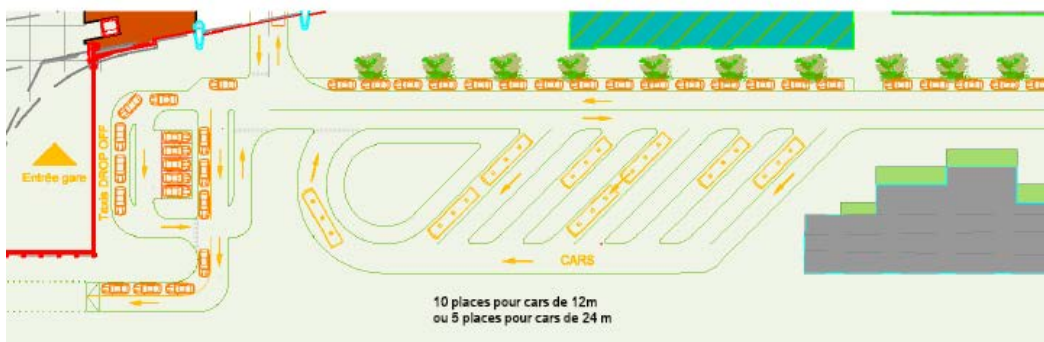 Entrée gare
Taxis DROP OFF
CARS
10 places pour cars de 12m
ou 5 places pour cars de 24 m